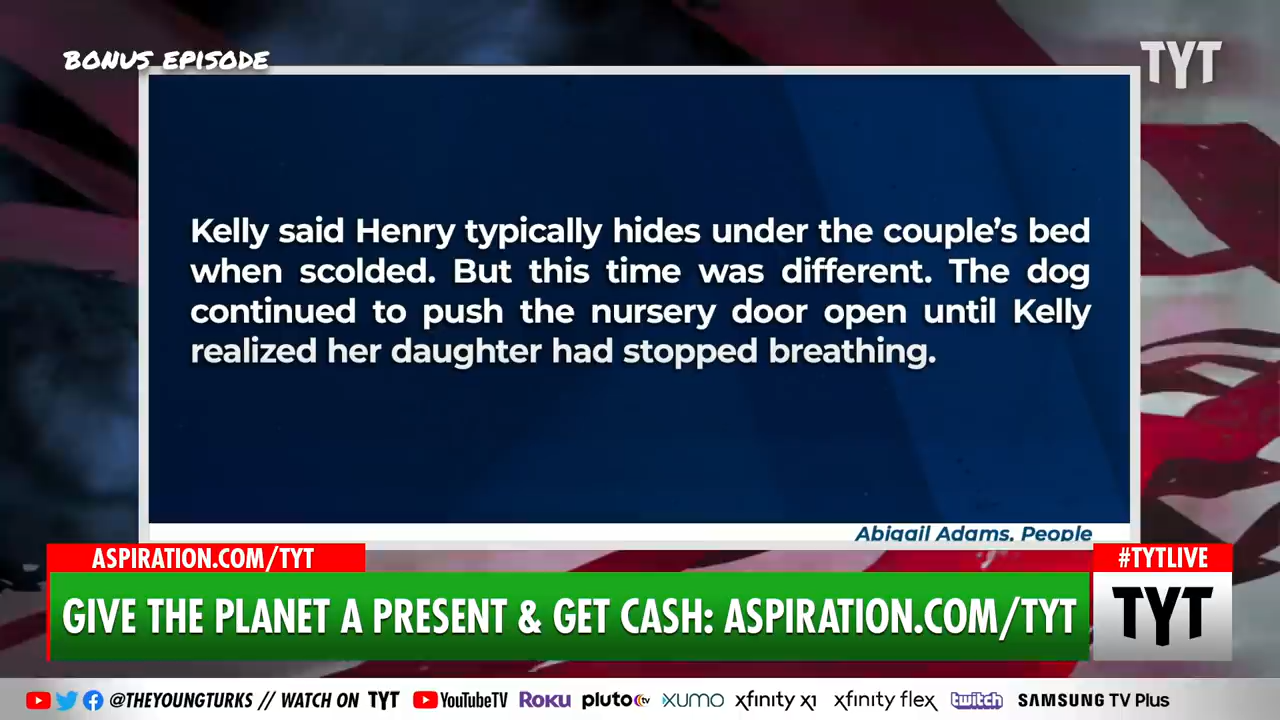 BONUS EPISODE
TYT
Kelly said Henry typically hides under the couple's bed
when scolded. But this time was different. The dog
continued to push the nursery door open until Kelly
realized her daughter had stopped breathing.
Abigail Adams, People
ASPIRATION.COM/TYT
#TYTLIVE
GIVE THE PLANET A PRESENT & GET CASH: ASPIRATION.COM/TYT
TYT
@THEYOUNGTURKS // WATCH ON TYT YouTubeTV ROKU pluto tv XUMO xfinity x1 xfinity flex twitch SAMSUNG TV Plus